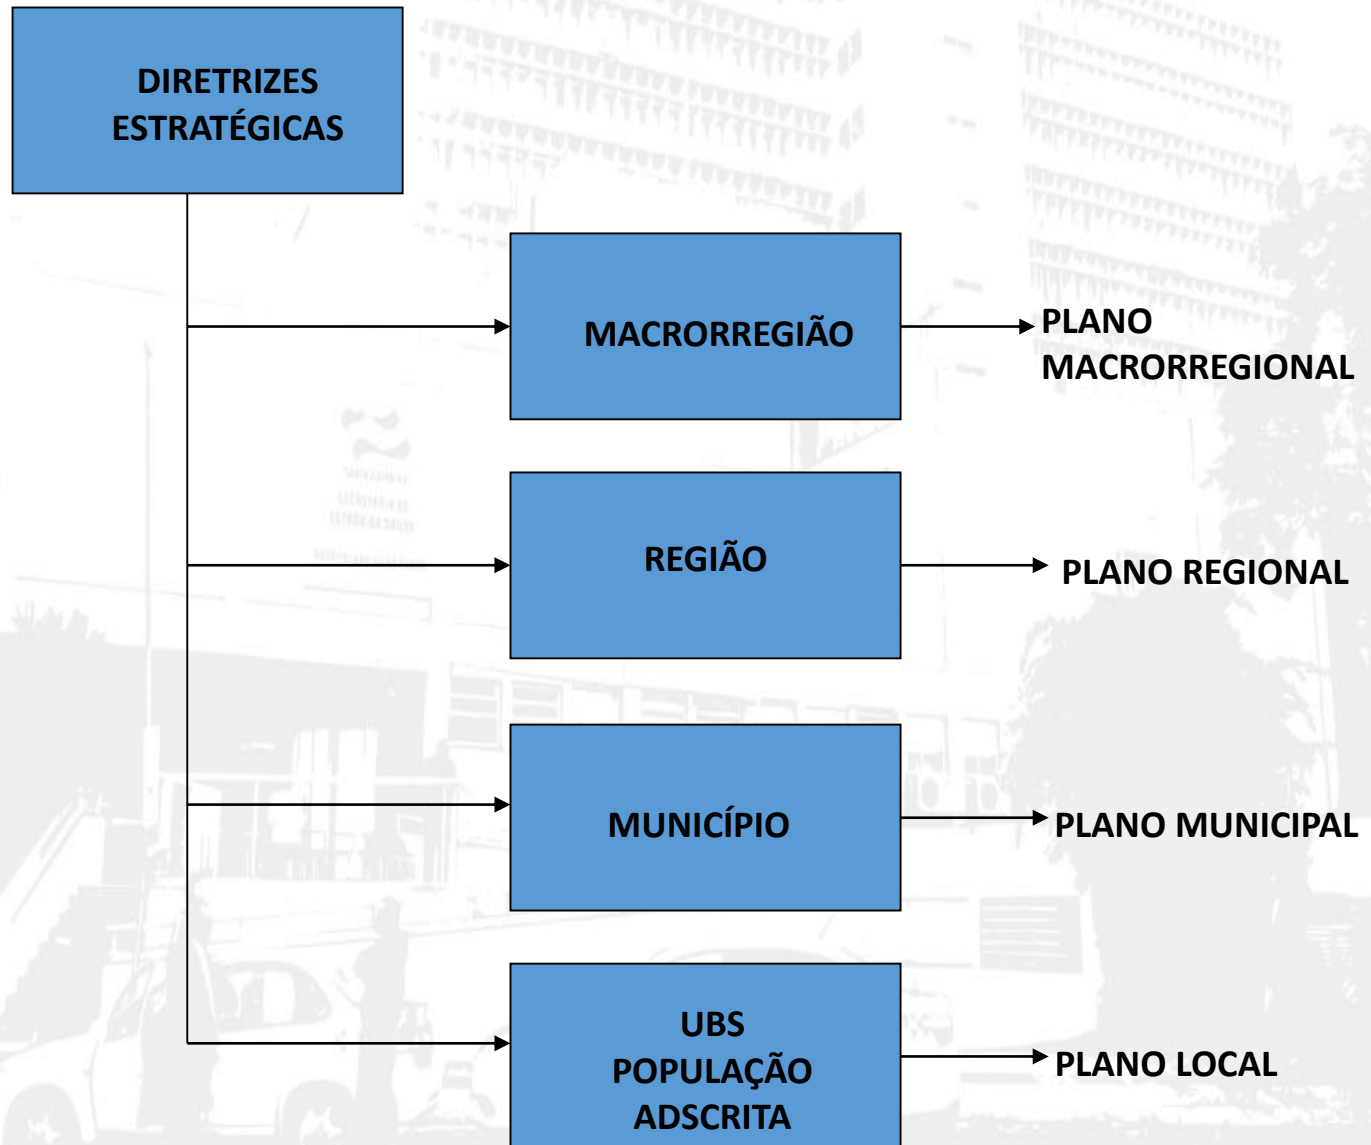 DIRETRIZES
ESTRATÉGICAS
MACRORREGIÃO
PLANO
MACRORREGIONAL
REGIÃO
PLANO REGIONAL
MUNICÍPIO
PLANO MUNICIPAL
UBS
POPULAÇÃO
ADSCRITA
PLANO LOCAL